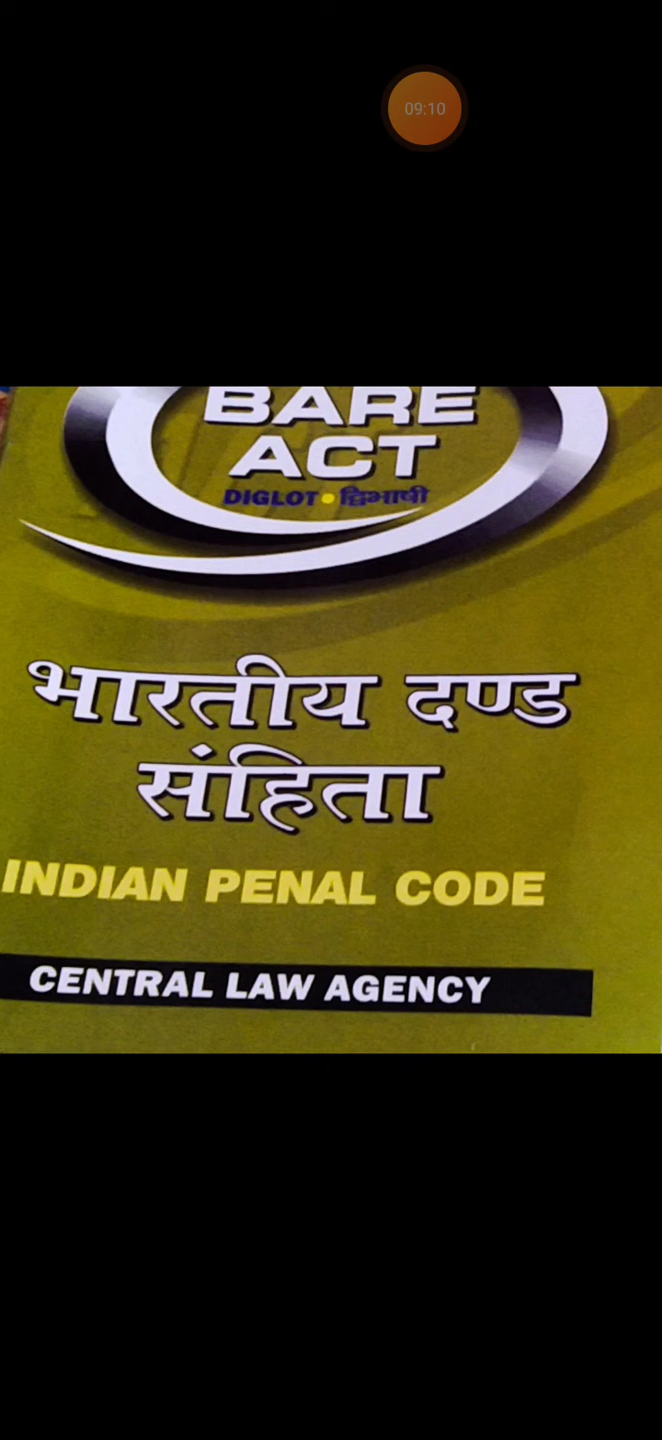 09:10
BARE
ACT
DIGLOT • द्विभाषी
भारतीय दण्ड
संहिता
INDIAN PENAL CODE
CENTRAL LAW AGENCY